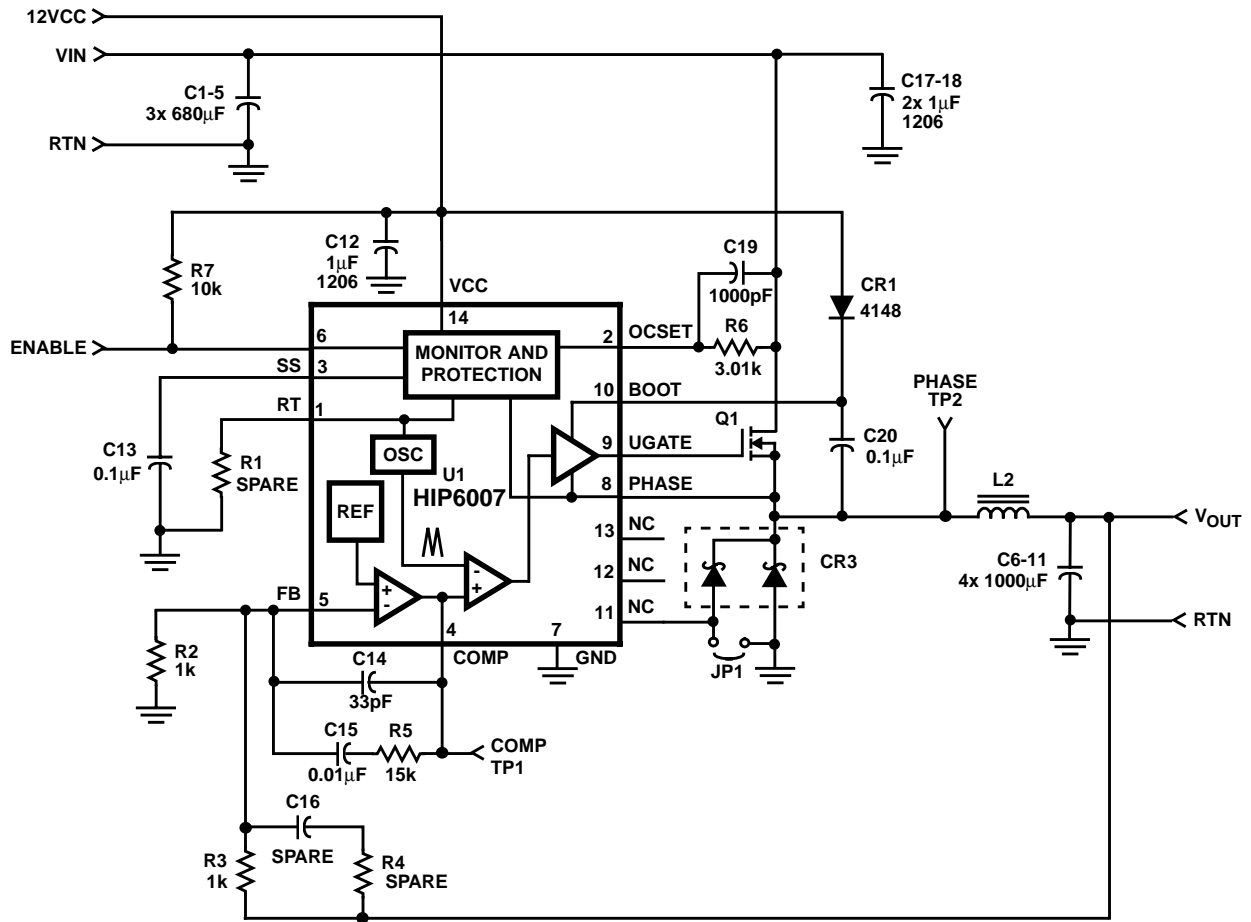 12VCC
VIN
C1-5
3x 680µF
RTN
C17-18
2x 1µF
1206
C12
1µF
1206
VCC
14
R7
10k
C19
1000pF
CR1
4148
ENABLE
6
MONITOR AND
PROTECTION
2
OCSET
R6
3.01k
SS
3
10
BOOT
PHASE
TP2
RT
1
C13
0.1µF
R1
SPARE
OSC
U1
HIP6007
REF
9
UGATE
Q1
C20
0.1µF
8
PHASE
L2
VOUT
13
NC
12
NC
11
NC
CR3
C6-11
4x 1000µF
RTN
FB
5
+
-
-
+
4
COMP
7
GND
JP1
R2
1k
C14
33pF
C15
0.01µF
R5
15k
COMP
TP1
C16
SPARE
R3
1k
R4
SPARE